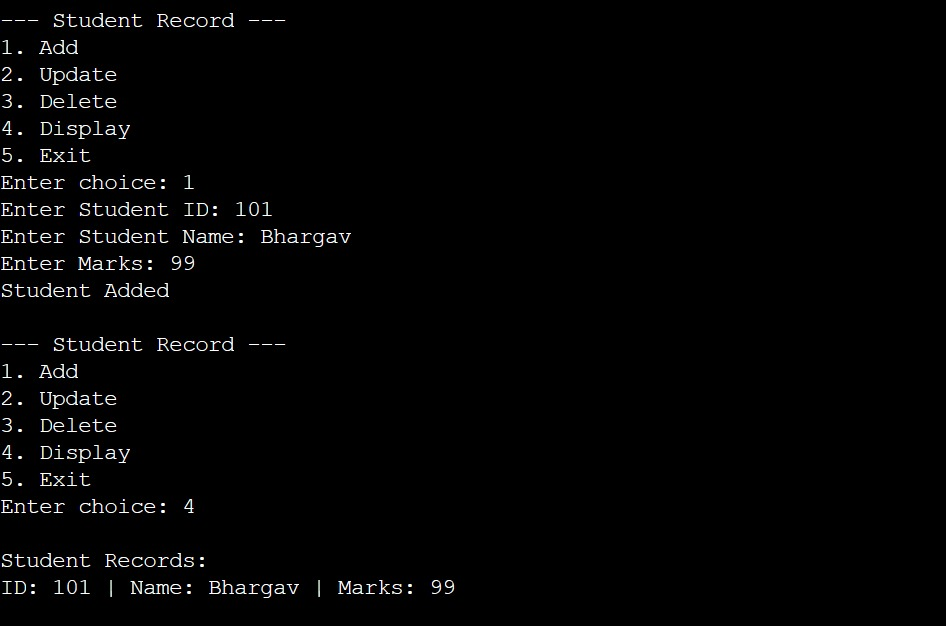 --- Student Record ---
1. Add
2. Update
3. Delete
4. Display
5. Exit
Enter choice: 1
Enter Student ID: 101
Enter Student Name: Bhargav
Enter Marks: 99
Student Added
--- Student Record ---
1. Add
2. Update
3. Delete
4. Display
5. Exit
Enter choice: 4
Student Records:
ID: 101 | Name: Bhargav | Marks: 99